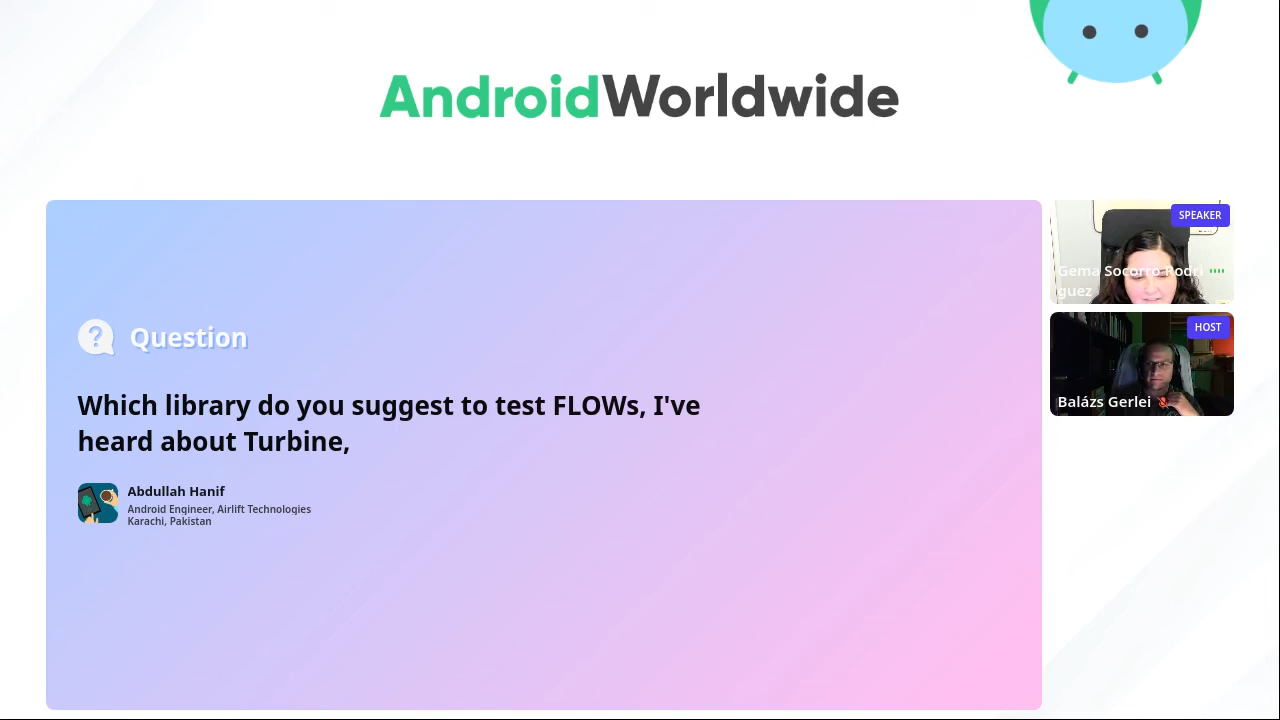 AndroidWorldwide
SPEAKER
Gema Socorro Rodri
guez
HOST
Balázs Gerlei
Question
Which library do you suggest to test FLOWs, I've
heard about Turbine,
Abdullah Hanif
Android Engineer, Airlift Technologies
Karachi, Pakistan